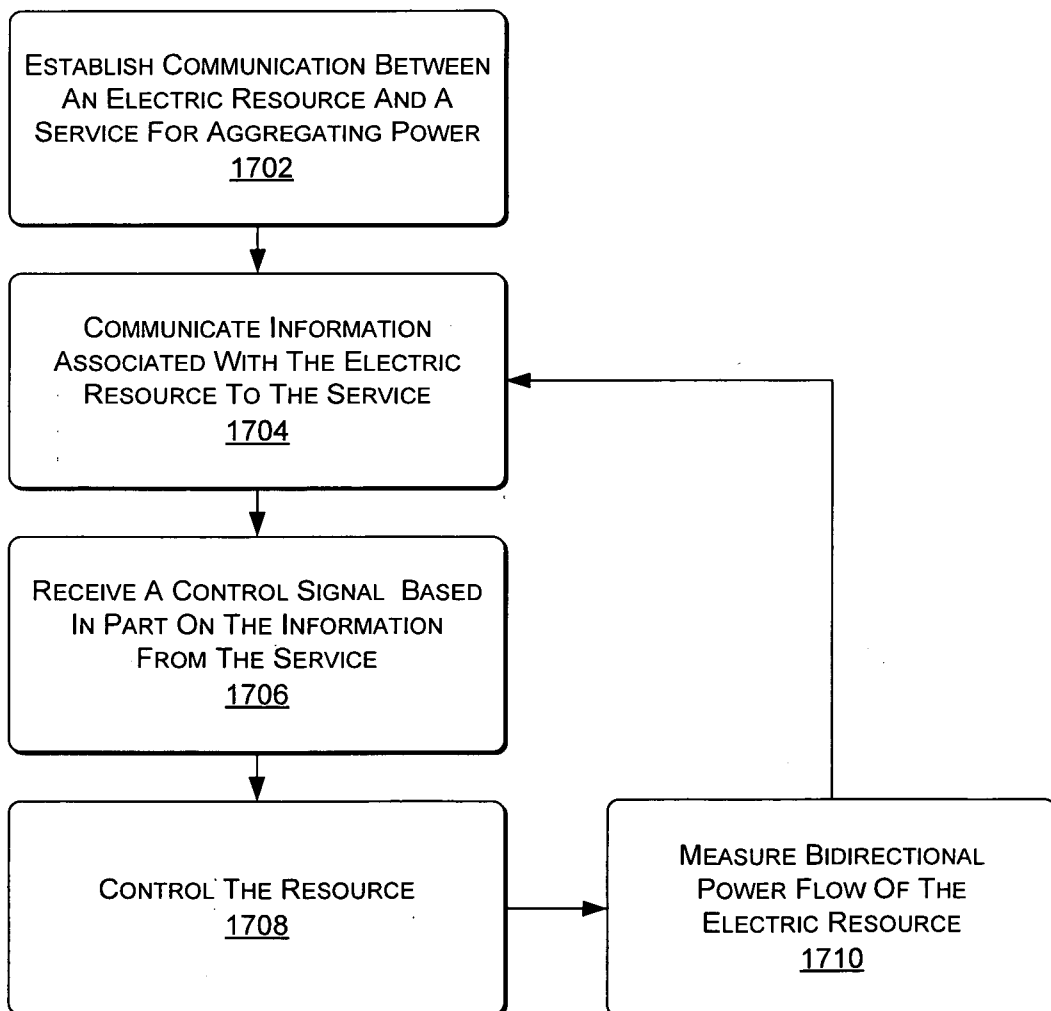 ESTABLISH COMMUNICATION BETWEEN
AN ELECTRIC RESOURCE AND A
SERVICE FOR AGGREGATING POWER
1702
COMMUNICATE INFORMATION
ASSOCIATED WITH THE ELECTRIC
RESOURCE TO THE SERVICE
1704
RECEIVE A CONTROL SIGNAL BASED
IN PART ON THE INFORMATION
FROM THE SERVICE
1706
CONTROL THE RESOURCE
1708
MEASURE BIDIRECTIONAL
POWER FLOW OF THE
ELECTRIC RESOURCE
1710